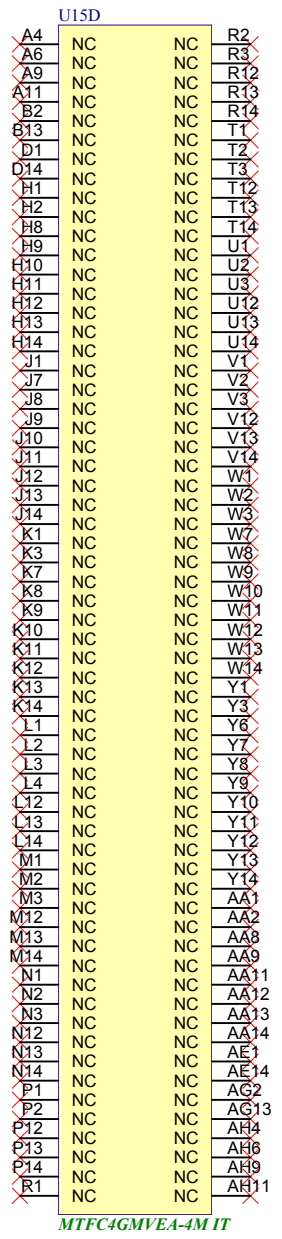 U15D
A4 NC NC R2
A6 NC NC R3
A9 NC NC R12
A11 NC NC R13
B2 NC NC R14
B13 NC NC T1
D1 NC NC T2
D14 NC NC T3
H1 NC NC T12
H2 NC NC T13
H8 NC NC T14
H9 NC NC U1
H10 NC NC U2
H11 NC NC U3
H12 NC NC U12
H13 NC NC U13
H14 NC NC U14
J1 NC NC V1
J7 NC NC V2
J8 NC NC V3
J9 NC NC V12
J10 NC NC V13
J11 NC NC V14
J12 NC NC W1
J13 NC NC W2
J14 NC NC W3
K1 NC NC W7
K3 NC NC W8
K7 NC NC W9
K8 NC NC W10
K9 NC NC W11
K10 NC NC W12
K11 NC NC W13
K12 NC NC W14
K13 NC NC Y1
K14 NC NC Y3
L1 NC NC Y6
L2 NC NC Y7
L3 NC NC Y8
L4 NC NC Y9
L12 NC NC Y10
L13 NC NC Y11
L14 NC NC Y12
M1 NC NC Y13
M2 NC NC Y14
M3 NC NC AA1
M12 NC NC AA2
M13 NC NC AA8
M14 NC NC AA9
N1 NC NC AA11
N2 NC NC AA12
N3 NC NC AA13
N12 NC NC AA14
N13 NC NC AE1
N14 NC NC AE14
P1 NC NC AG2
P2 NC NC AG13
P12 NC NC AH4
P13 NC NC AH6
P14 NC NC AH9
R1 NC NC AH11
MTFC4GMVEA-4M IT